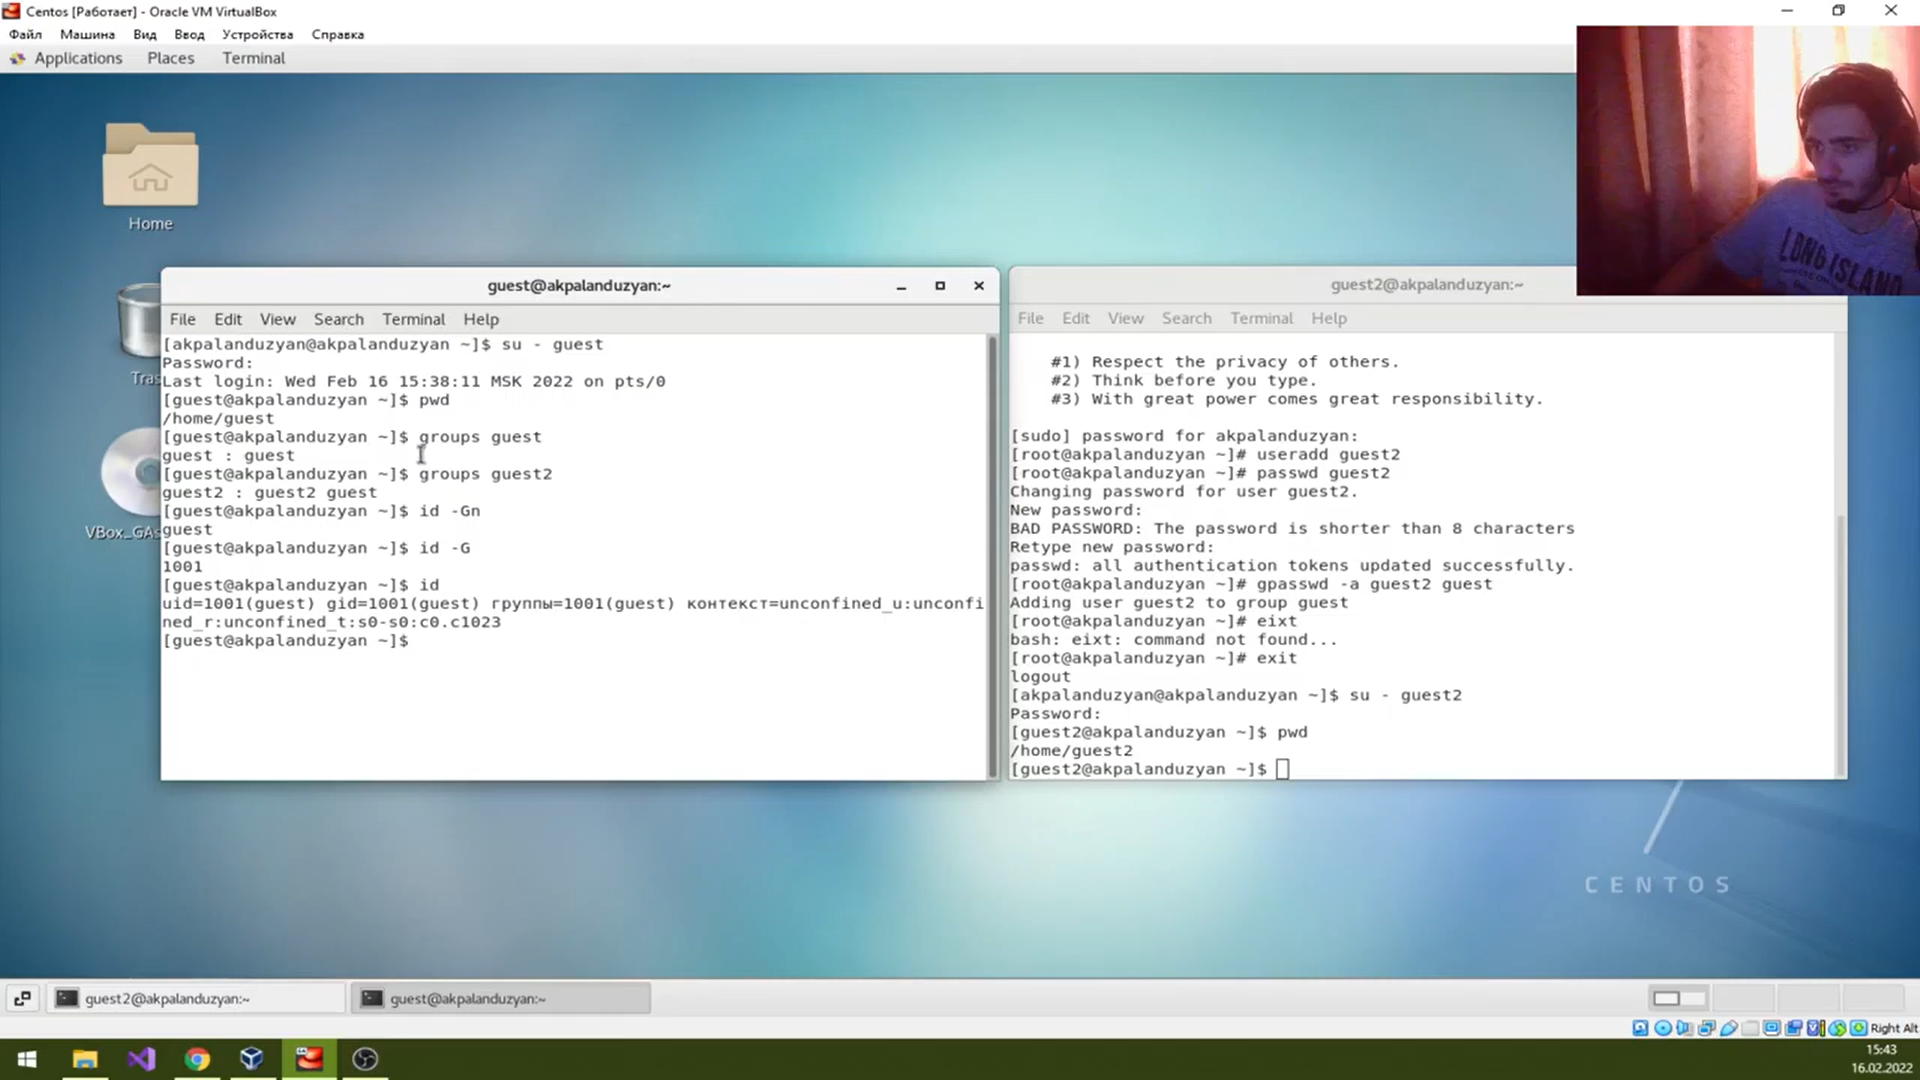 Centos [Работает] - Oracle VM VirtualBox
Файл Машина Вид Ввод Устройства Справка
Applications Places Terminal
Home
Tras
VBox_GAs
LONG ISLAND
guest@akpalanduzyan:~
File Edit View Search Terminal Help
[akpalanduzyan@akpalanduzyan ~]$ su - guest
Password:
Last login: Wed Feb 16 15:38:11 MSK 2022 on pts/0
[guest@akpalanduzyan ~]$ pwd
/home/guest
[guest@akpalanduzyan ~]$ groups guest
guest : guest
[guest@akpalanduzyan ~]$ groups guest2
guest2 : guest2 guest
[guest@akpalanduzyan ~]$ id -Gn
guest
[guest@akpalanduzyan ~]$ id -G
1001
[guest@akpalanduzyan ~]$ id
uid=1001(guest) gid=1001(guest) группы=1001(guest) контекст=unconfined_u:unconfi
ned_r:unconfined_t:s0-s0:c0.c1023
[guest@akpalanduzyan ~]$
guest2@akpalanduzyan:~
File Edit View Search Terminal Help
#1) Respect the privacy of others.
#2) Think before you type.
#3) With great power comes great responsibility.
[sudo] password for akpalanduzyan:
[root@akpalanduzyan ~]# useradd guest2
[root@akpalanduzyan ~]# passwd guest2
Changing password for user guest2.
New password:
BAD PASSWORD: The password is shorter than 8 characters
Retype new password:
passwd: all authentication tokens updated successfully.
[root@akpalanduzyan ~]# gpasswd -a guest2 guest
Adding user guest2 to group guest
[root@akpalanduzyan ~]# eixt
bash: eixt: command not found...
[root@akpalanduzyan ~]# exit
logout
[akpalanduzyan@akpalanduzyan ~]$ su - guest2
Password:
[guest2@akpalanduzyan ~]$ pwd
/home/guest2
[guest2@akpalanduzyan ~]$
7
CENTOS
guest2@akpalanduzyan:~
guest@akpalanduzyan:~
Right Alt
15:43
16.02.2022